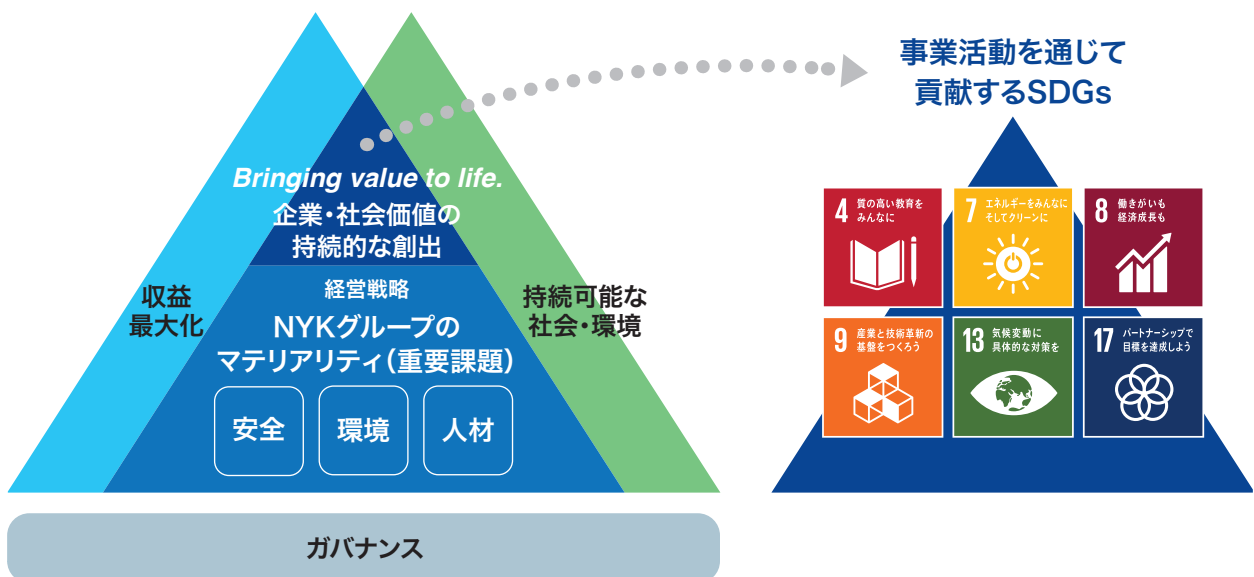 Bringing value to life.
企業・社会価値の
持続的な創出
経営戦略
NYKグループの
マテリアリティ(重要課題)
安全
環境
人材
収益
最大化
持続可能な
社会・環境
ガバナンス
事業活動を通じて
貢献するSDGs
4 質の高い教育を
みんなに
7 エネルギーをみんなに
そしてクリーンに
8 働きがいも
経済成長も
9 産業と技術革新の
基盤をつくろう
13 気候変動に
具体的な対策を
17 パートナーシップで
目標を達成しよう